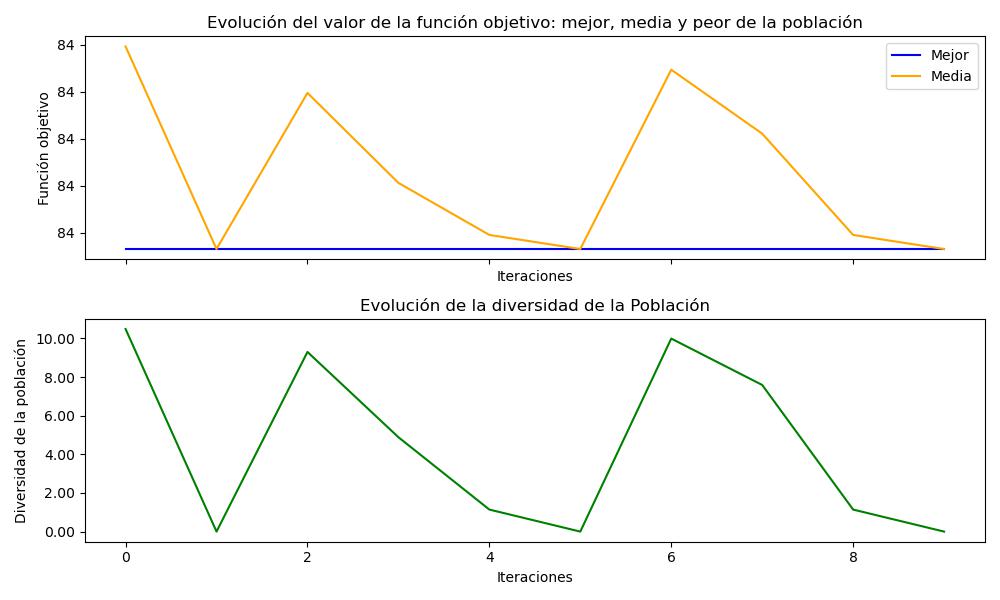 Evolución del valor de la función objetivo: mejor, media y peor de la población
Función objetivo
84
84
84
84
84
Mejor
Media
Iteraciones
Evolución de la diversidad de la Población
Diversidad de la población
10.00
8.00
6.00
4.00
2.00
0.00
0 2 4 6 8
Iteraciones